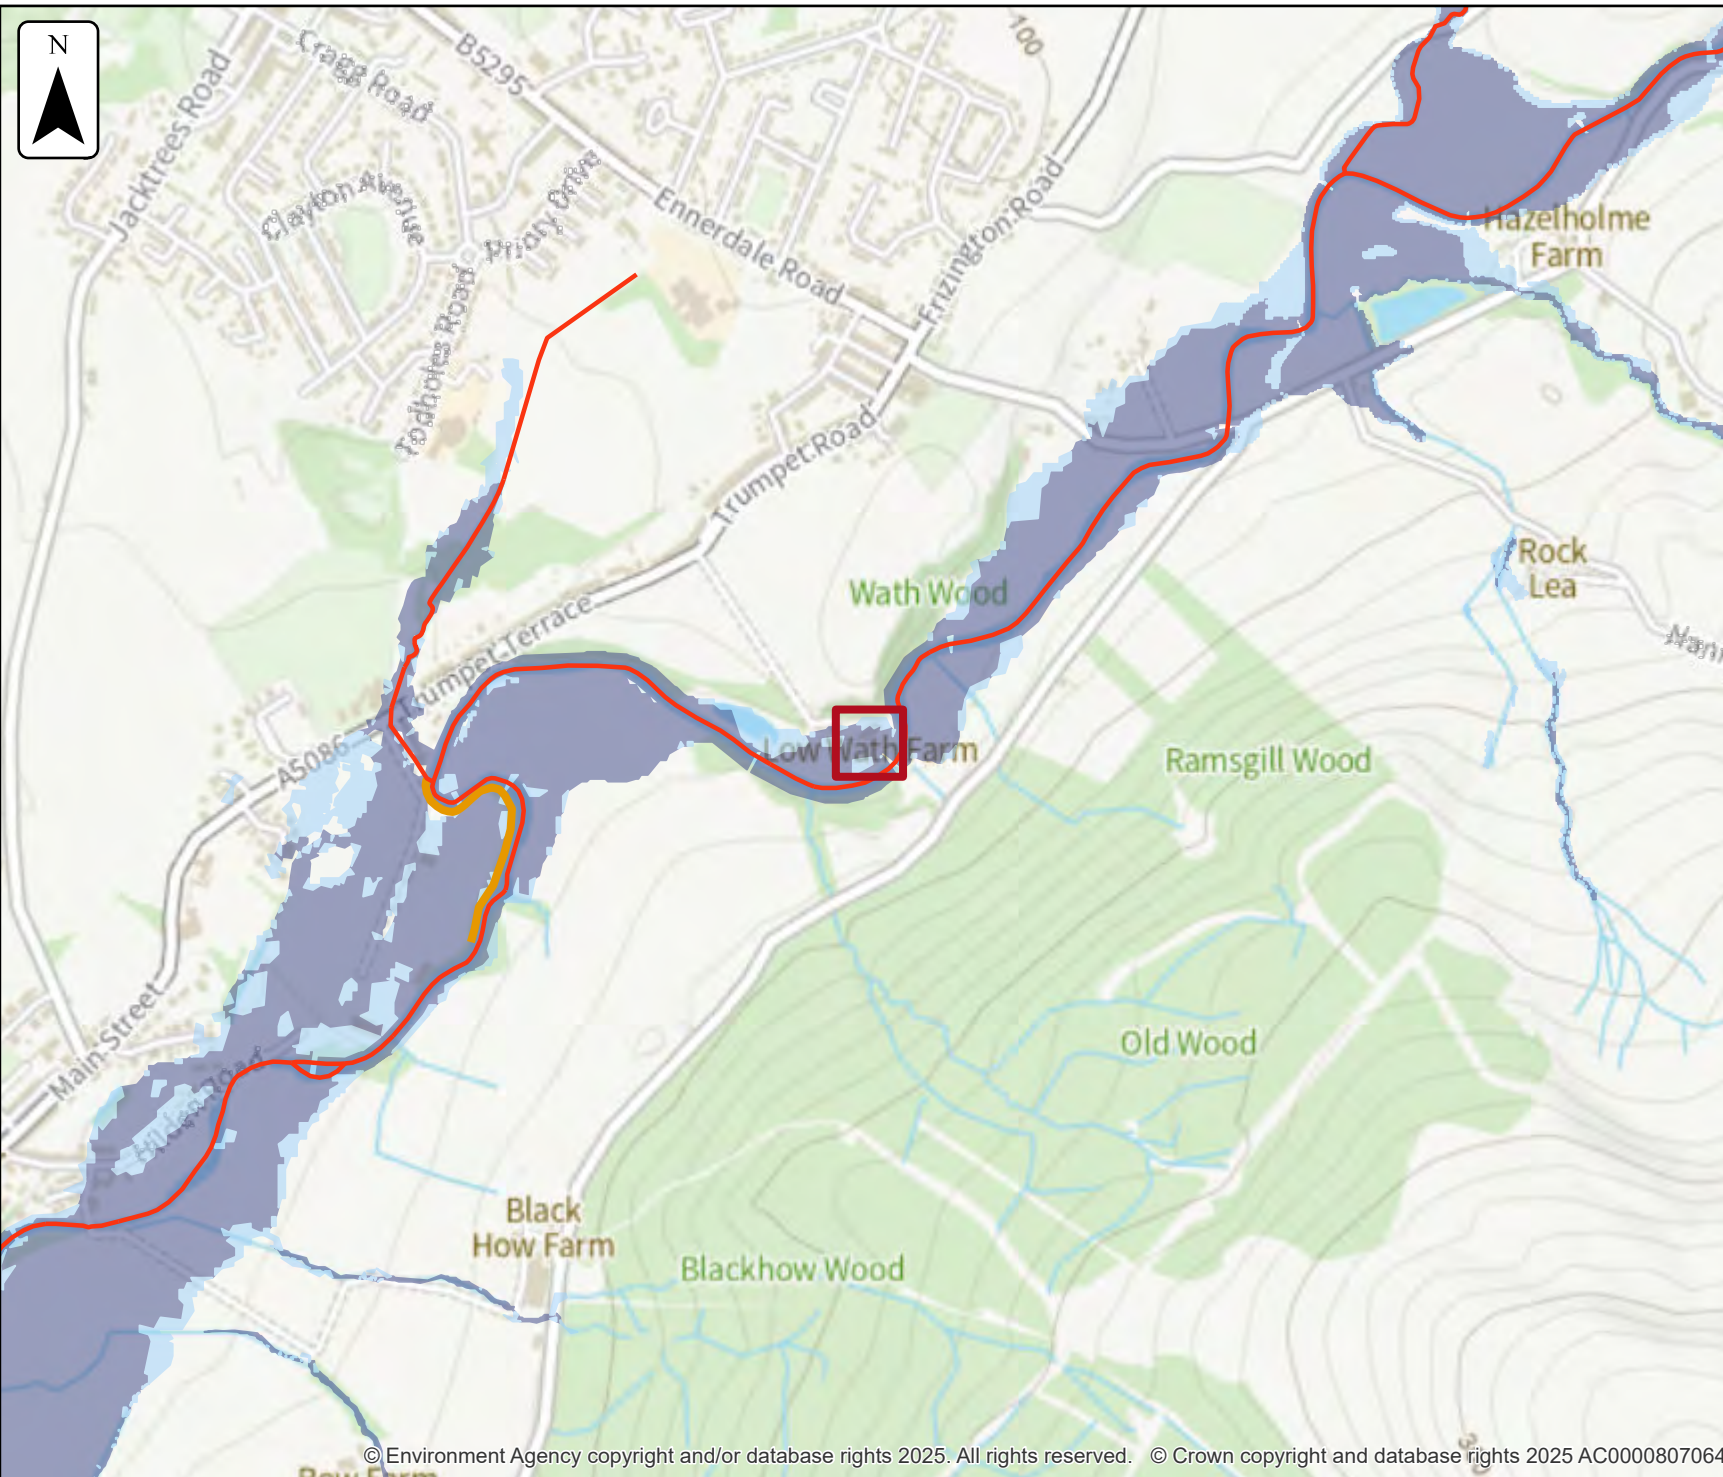 N
Cragg Road
B5295
100
Jacktrees Road
Clayton Avenue
Priory Drive
Ennerdale Road
Frizington Road
Hazelholme
Farm
Todholes Road
Trumpet Road
Rock
Lea
Wath Wood
Trumpet Terrace
A5086
Low Wath Farm
Ramsgill Wood
Main Street
Old Wood
Hilden Road
Black
How Farm
Blackhow Wood
© Environment Agency copyright and/or database rights 2025. All rights reserved. © Crown copyright and database rights 2025 AC0000807064